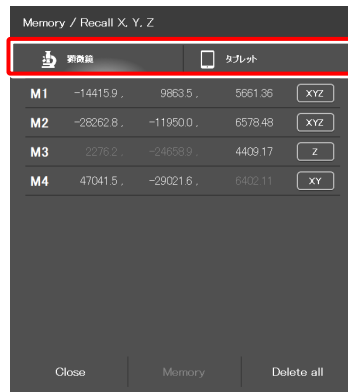 Memory / Recall X, Y, Z
顕微鏡 タブレット
M1 -14415.9 , 9863.5 , 5661.36 XYZ
M2 -28262.8 , -11950.0 , 6578.48 XYZ
M3 2276.2 , -24658.9 , 4409.17 Z
M4 47041.5 , -29021.6 , 6402.11 XY
Close Memory Delete all